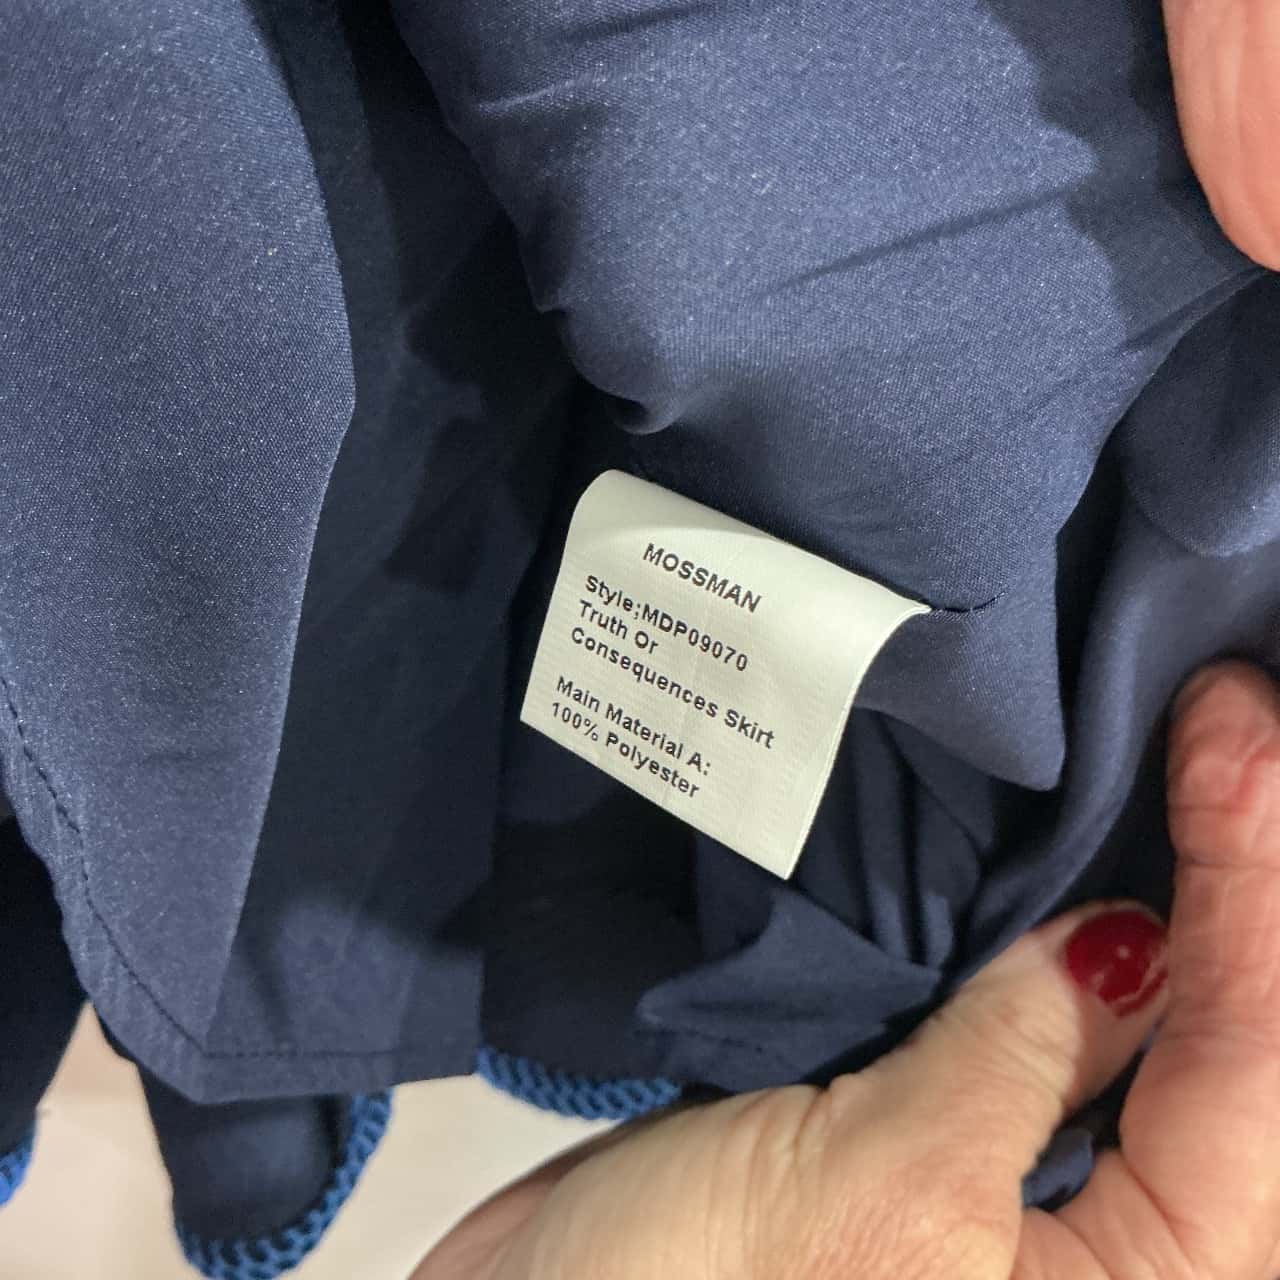 MOSSMAN
Style;MDP09070
Truth Or
Consequences Skirt
Main Material A:
100% Polyester